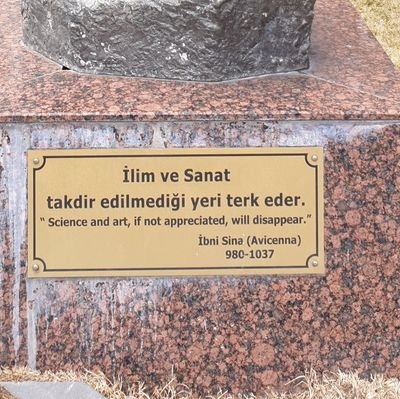 İlim ve Sanat
takdir edilmediği yeri terk eder.
“ Science and art, if not appreciated, will disappear.”
İbni Sina (Avicenna)
980-1037